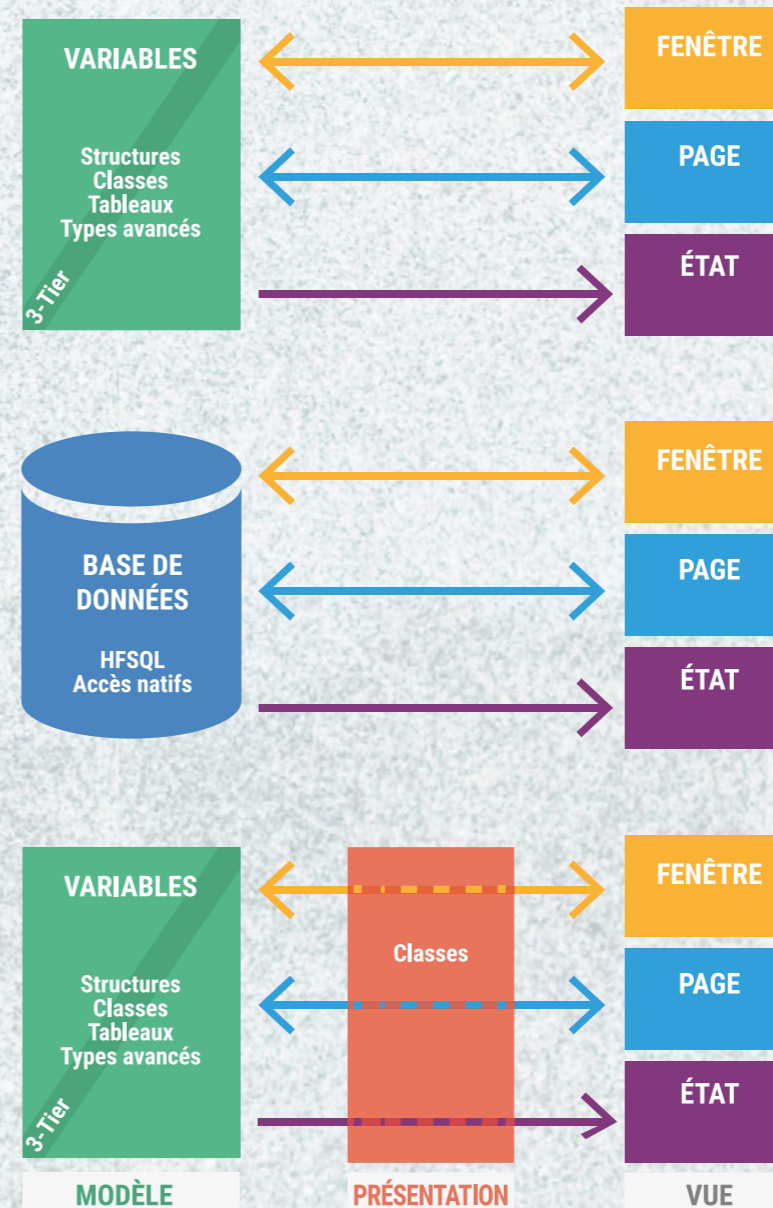 VARIABLES
Structures
Classes
Tableaux
Types avancés
3-Tier
FENÊTRE
PAGE
ÉTAT
BASE DE
DONNÉES
HFSQL
Accès natifs
FENÊTRE
PAGE
ÉTAT
VARIABLES
Structures
Classes
Tableaux
Types avancés
3-Tier
Classes
FENÊTRE
PAGE
ÉTAT
MODÈLE
PRÉSENTATION
VUE